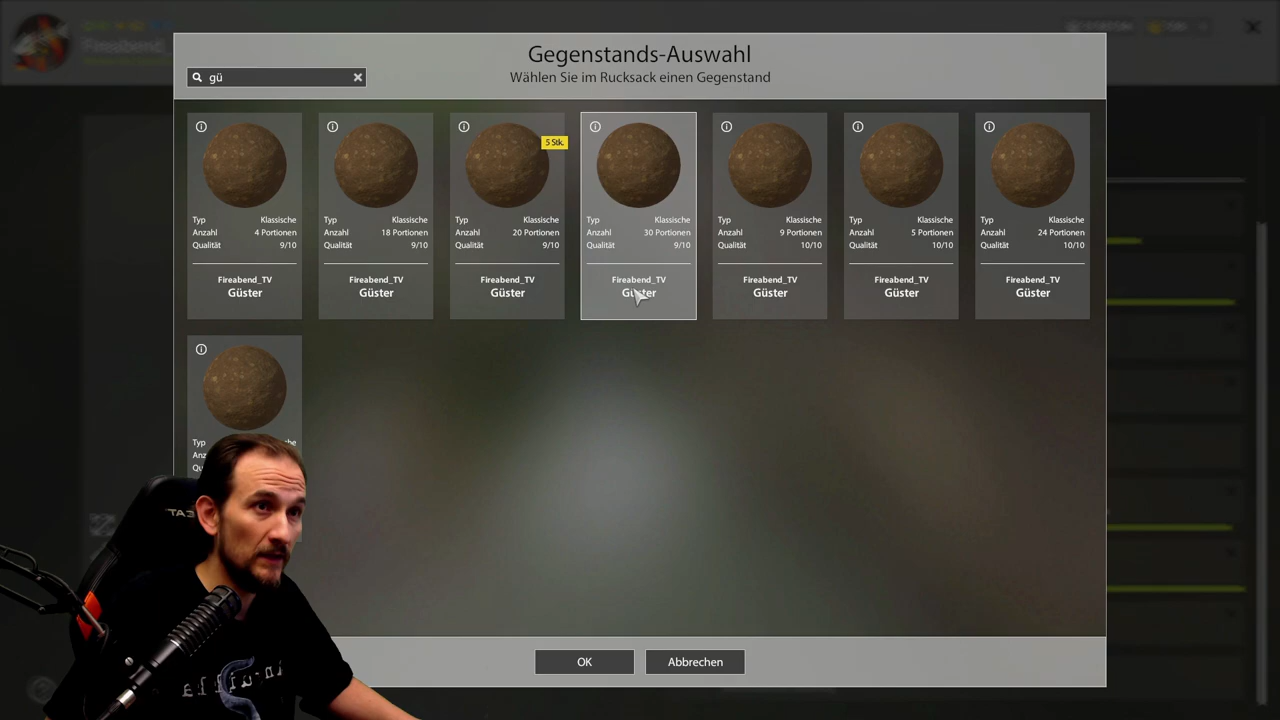 Gegenstands-Auswahl
Wählen Sie im Rucksack einen Gegenstand
gü
Typ Klassische
Anzahl 4 Portionen
Qualität 9/10
Fireabend_TV
Güster
Typ Klassische
Anzahl 18 Portionen
Qualität 9/10
Fireabend_TV
Güster
5 Stk.
Typ Klassische
Anzahl 20 Portionen
Qualität 9/10
Fireabend_TV
Güster
Typ Klassische
Anzahl 30 Portionen
Qualität 9/10
Fireabend_TV
Güster
Typ Klassische
Anzahl 9 Portionen
Qualität 10/10
Fireabend_TV
Güster
Typ Klassische
Anzahl 5 Portionen
Qualität 10/10
Fireabend_TV
Güster
Typ Klassische
Anzahl 24 Portionen
Qualität 10/10
Fireabend_TV
Güster
Typ
OK
Abbrechen